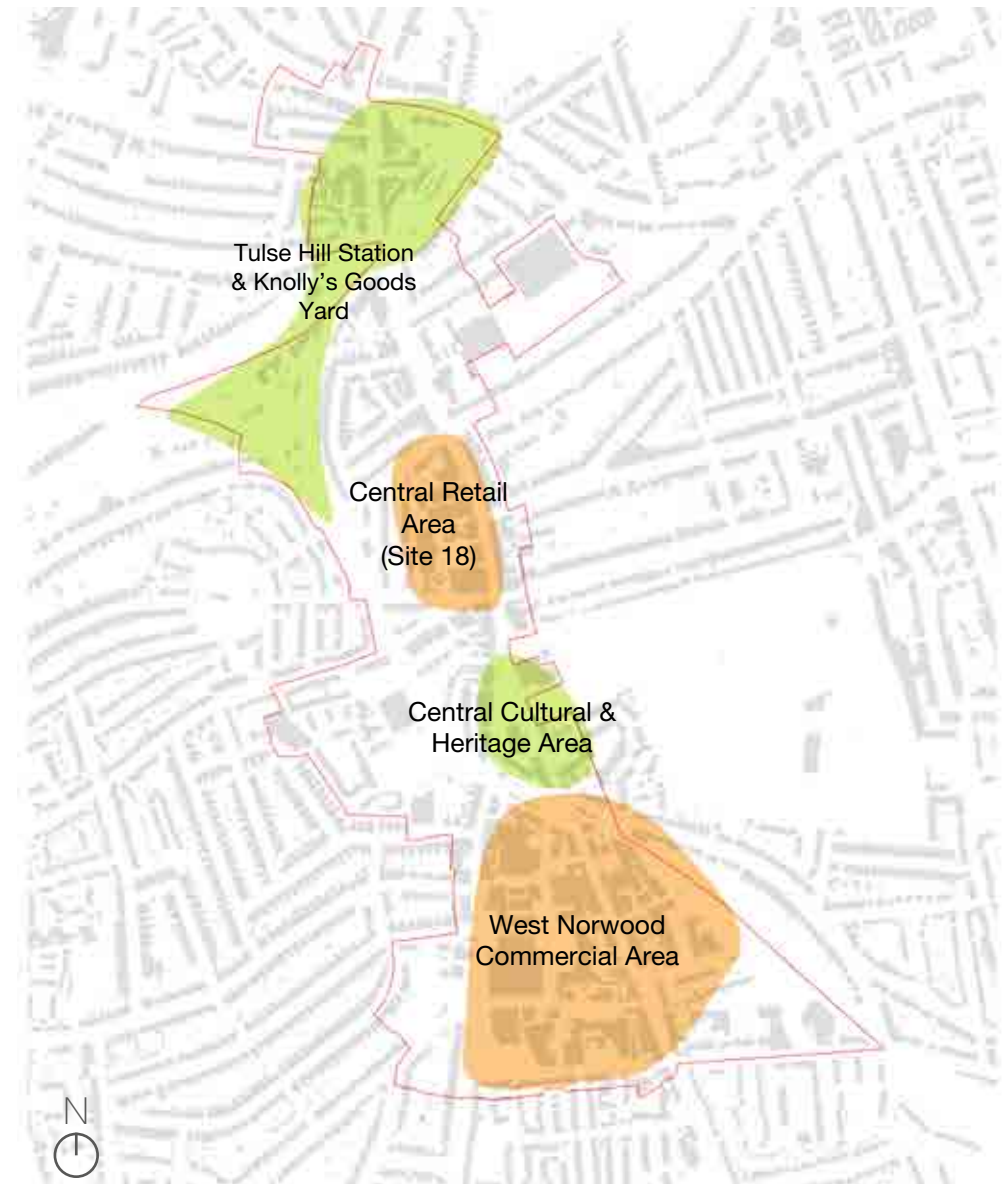 Tulse Hill Station
& Knolly’s Goods
Yard
Central Retail
Area
(Site 18)
Central Cultural &
Heritage Area
West Norwood
Commercial Area
N